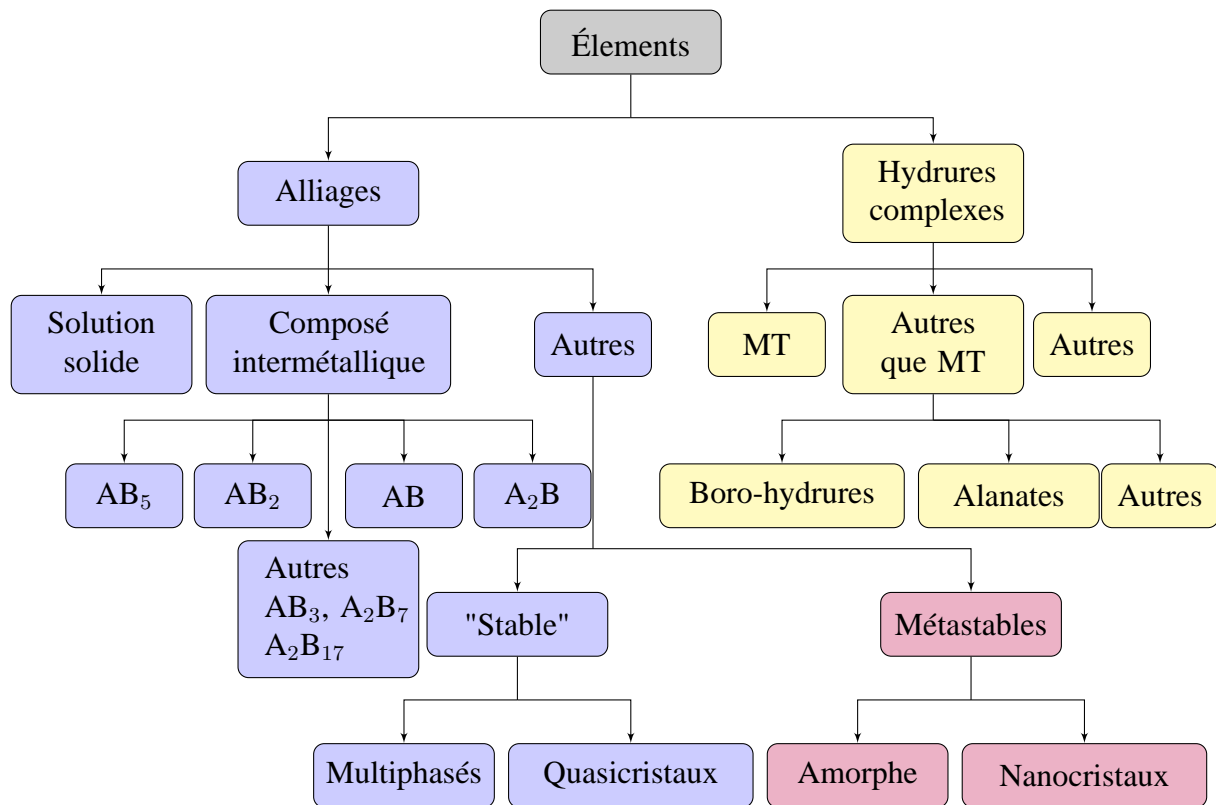 Élements
Alliages
Hydrures
complexes
Solution
solide
Composé
intermétallique
Autres
MT
Autres
que MT
Autres
AB₅
AB₂
AB
A₂B
Boro-hydrures
Alanates
Autres
Autres
AB₃, A₂B₇
A₂B₁₇
"Stable"
Métastables
Multiphasés
Quasicristaux
Amorphe
Nanocristaux